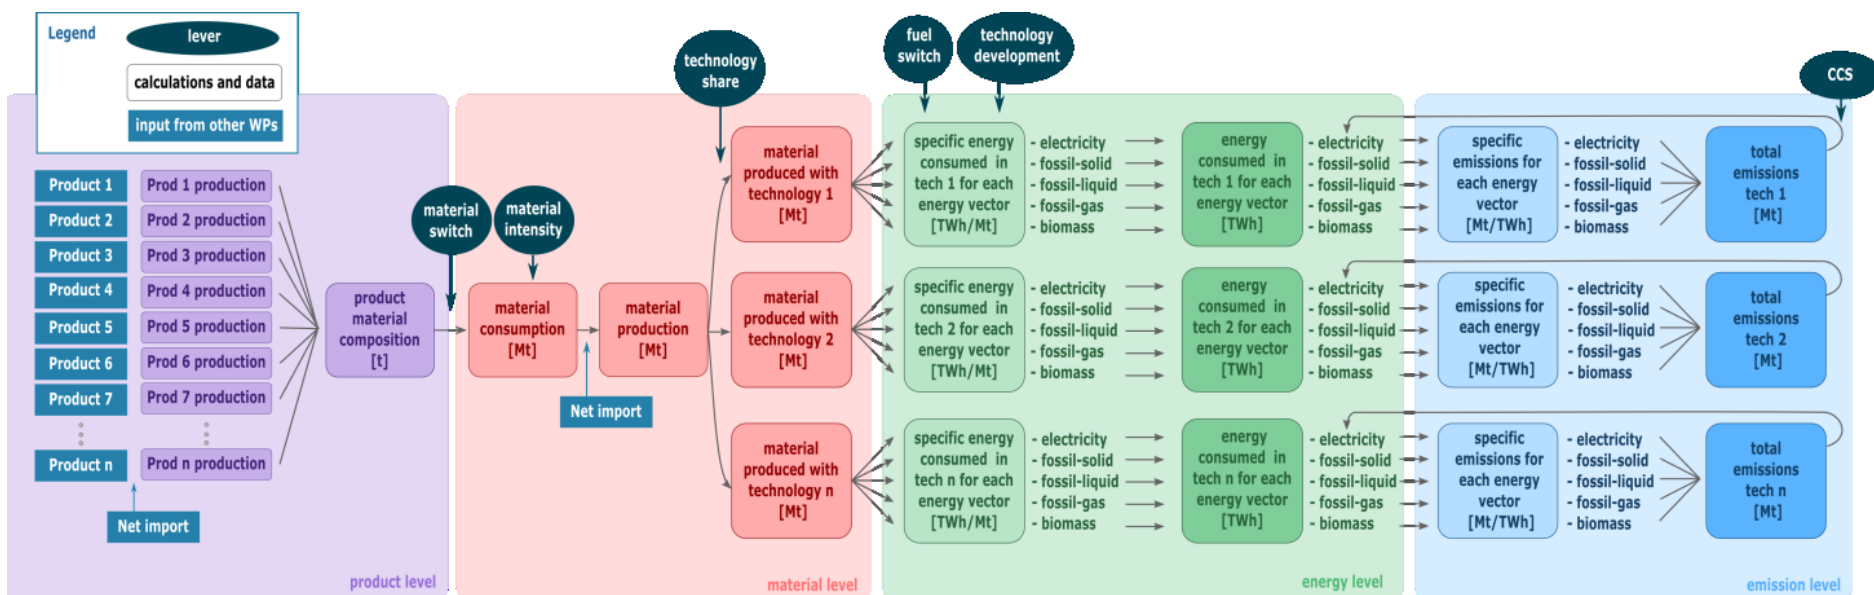 Legend
lever
calculations and data
input from other WPs
Product 1
Product 2
Product 3
Product 4
Product 5
Product 6
Product 7
Product n
Prod 1 production
Prod 2 production
Prod 3 production
Prod 4 production
Prod 5 production
Prod 6 production
Prod 7 production
Prod n production
Net import
product
material
composition
[t]
product level
material
switch
material
intensity
technology
share
material
consumption
[Mt]
Net import
material
production
[Mt]
material
produced with
technology 1
[Mt]
material
produced with
technology 2
[Mt]
material
produced with
technology n
[Mt]
material level
fuel
switch
technology
development
specific energy
consumed in
tech 1 for each
energy vector
[TWh/Mt]
- electricity
- fossil-solid
- fossil-liquid
- fossil-gas
- biomass
energy
consumed in
tech 1 for each
energy vector
[TWh]
- electricity
- fossil-solid
- fossil-liquid
- fossil-gas
- biomass
specific energy
consumed in
tech 2 for each
energy vector
[TWh/Mt]
- electricity
- fossil-solid
- fossil-liquid
- fossil-gas
- biomass
energy
consumed in
tech 2 for each
energy vector
[TWh]
- electricity
- fossil-solid
- fossil-liquid
- fossil-gas
- biomass
specific energy
consumed in
tech n for each
energy vector
[TWh/Mt]
- electricity
- fossil-solid
- fossil-liquid
- fossil-gas
- biomass
energy
consumed in
tech n for each
energy vector
[TWh]
- electricity
- fossil-solid
- fossil-liquid
- fossil-gas
- biomass
energy level
CCS
specific
emissions for
each energy
vector
[Mt/TWh]
- electricity
- fossil-solid
- fossil-liquid
- fossil-gas
- biomass
total
emissions
tech 1
[Mt]
specific
emissions for
each energy
vector
[Mt/TWh]
- electricity
- fossil-solid
- fossil-liquid
- fossil-gas
- biomass
total
emissions
tech 2
[Mt]
specific
emissions for
each energy
vector
[Mt/TWh]
- electricity
- fossil-solid
- fossil-liquid
- fossil-gas
- biomass
total
emissions
tech n
[Mt]
emission level